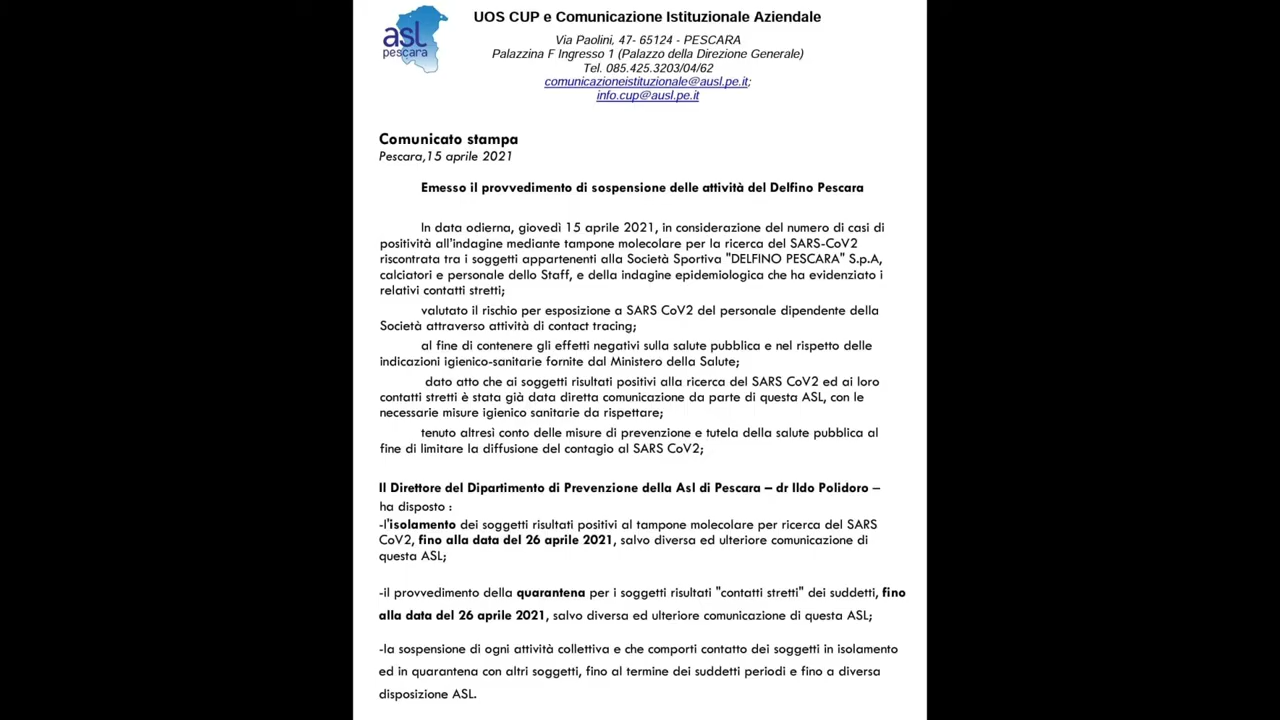 asl
pescara
UOS CUP e Comunicazione Istituzionale Aziendale
Via Paolini, 47- 65124 - PESCARA
Palazzina F Ingresso 1 (Palazzo della Direzione Generale)
Tel. 085.425.3203/04/62
comunicazioneistituzionale@ausl.pe.it;
info.cup@ausl.pe.it
Comunicato stampa
Pescara,15 aprile 2021
Emesso il provvedimento di sospensione delle attività del Delfino Pescara
In data odierna, giovedì 15 aprile 2021, in considerazione del numero di casi di
positività all'indagine mediante tampone molecolare per la ricerca del SARS-CoV2
riscontrata tra i soggetti appartenenti alla Società Sportiva "DELFINO PESCARA" S.p.A,
calciatori e personale dello Staff, e della indagine epidemiologica che ha evidenziato i
relativi contatti stretti;
valutato il rischio per esposizione a SARS CoV2 del personale dipendente della
Società attraverso attività di contact tracing;
al fine di contenere gli effetti negativi sulla salute pubblica e nel rispetto delle
indicazioni igienico-sanitarie fornite dal Ministero della Salute;
dato atto che ai soggetti risultati positivi alla ricerca del SARS CoV2 ed ai loro
contatti stretti è stata già data diretta comunicazione da parte di questa ASL, con le
necessarie misure igienico sanitarie da rispettare;
tenuto altresì conto delle misure di prevenzione e tutela della salute pubblica al
fine di limitare la diffusione del contagio al SARS CoV2;
Il Direttore del Dipartimento di Prevenzione della Asl di Pescara – dr Ildo Polidoro –
ha disposto :
-l'isolamento dei soggetti risultati positivi al tampone molecolare per ricerca del SARS
CoV2, fino alla data del 26 aprile 2021, salvo diversa ed ulteriore comunicazione di
questa ASL;
-il provvedimento della quarantena per i soggetti risultati "contatti stretti" dei suddetti, fino
alla data del 26 aprile 2021, salvo diversa ed ulteriore comunicazione di questa ASL;
-la sospensione di ogni attività collettiva e che comporti contatto dei soggetti in isolamento
ed in quarantena con altri soggetti, fino al termine dei suddetti periodi e fino a diversa
disposizione ASL.